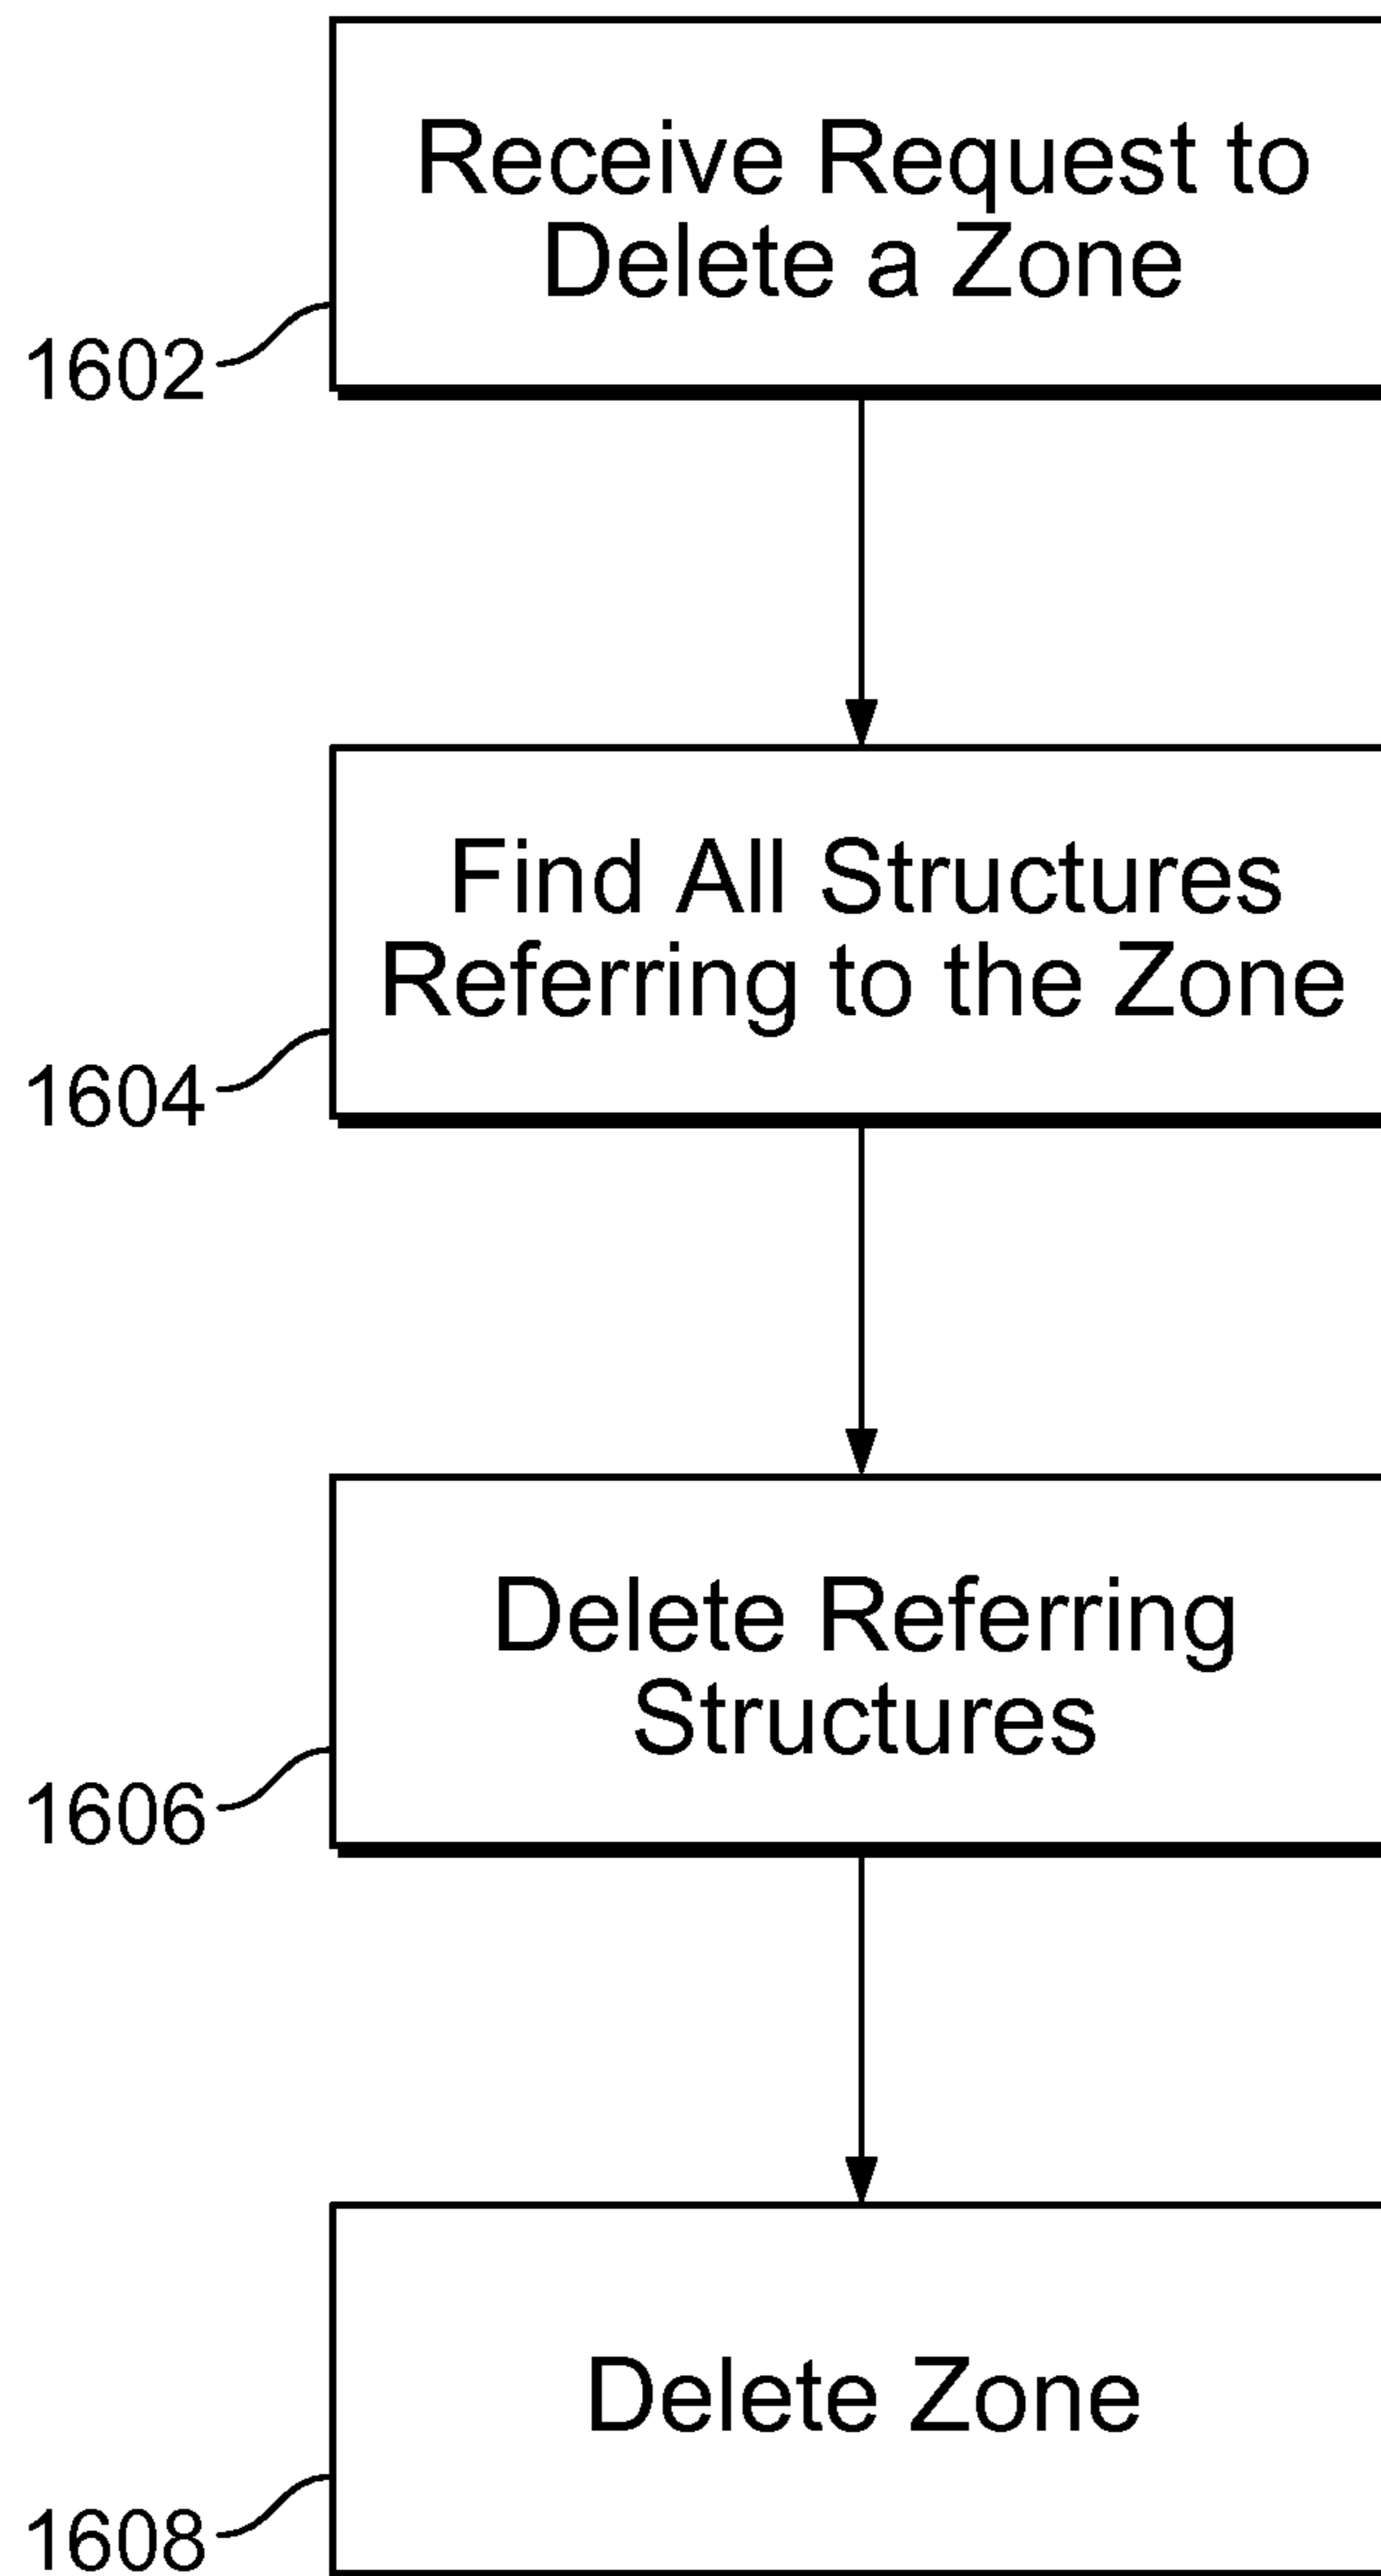 Receive Request to
Delete a Zone
1602
Find All Structures
Referring to the Zone
1604
Delete Referring
Structures
1606
Delete Zone
1608